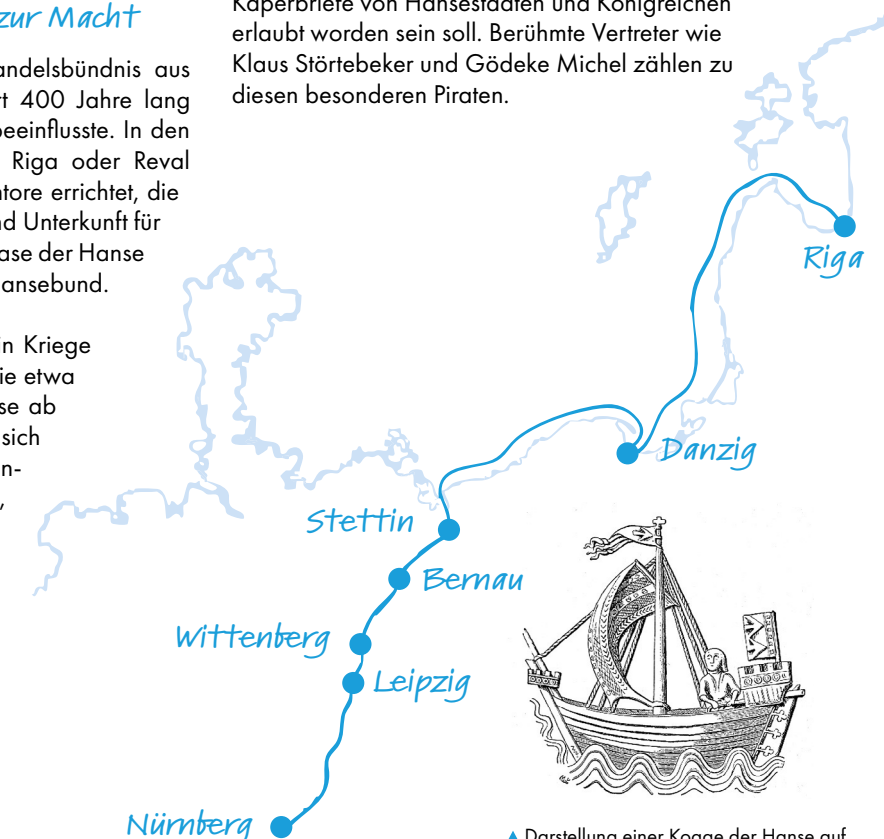 zur Macht
andelsbündnis aus
rt 400 Jahre lang
beeinflusste. In den
Riga oder Reval
ntore errichtet, die
nd Unterkunft für
ase der Hanse
ansebund.
in Kriege
ie etwa
se ab
sich
n-
,
Kaperbriefe von Hansestädten und Königreichen
erlaubt worden sein soll. Berühmte Vertreter wie
Klaus Störtebeker und Gödeke Michel zählen zu
diesen besonderen Piraten.
Riga
Danzig
Stettin
Bernau
Wittenberg
Leipzig
Nürnberg
▲ Darstellung einer Kogge der Hanse auf